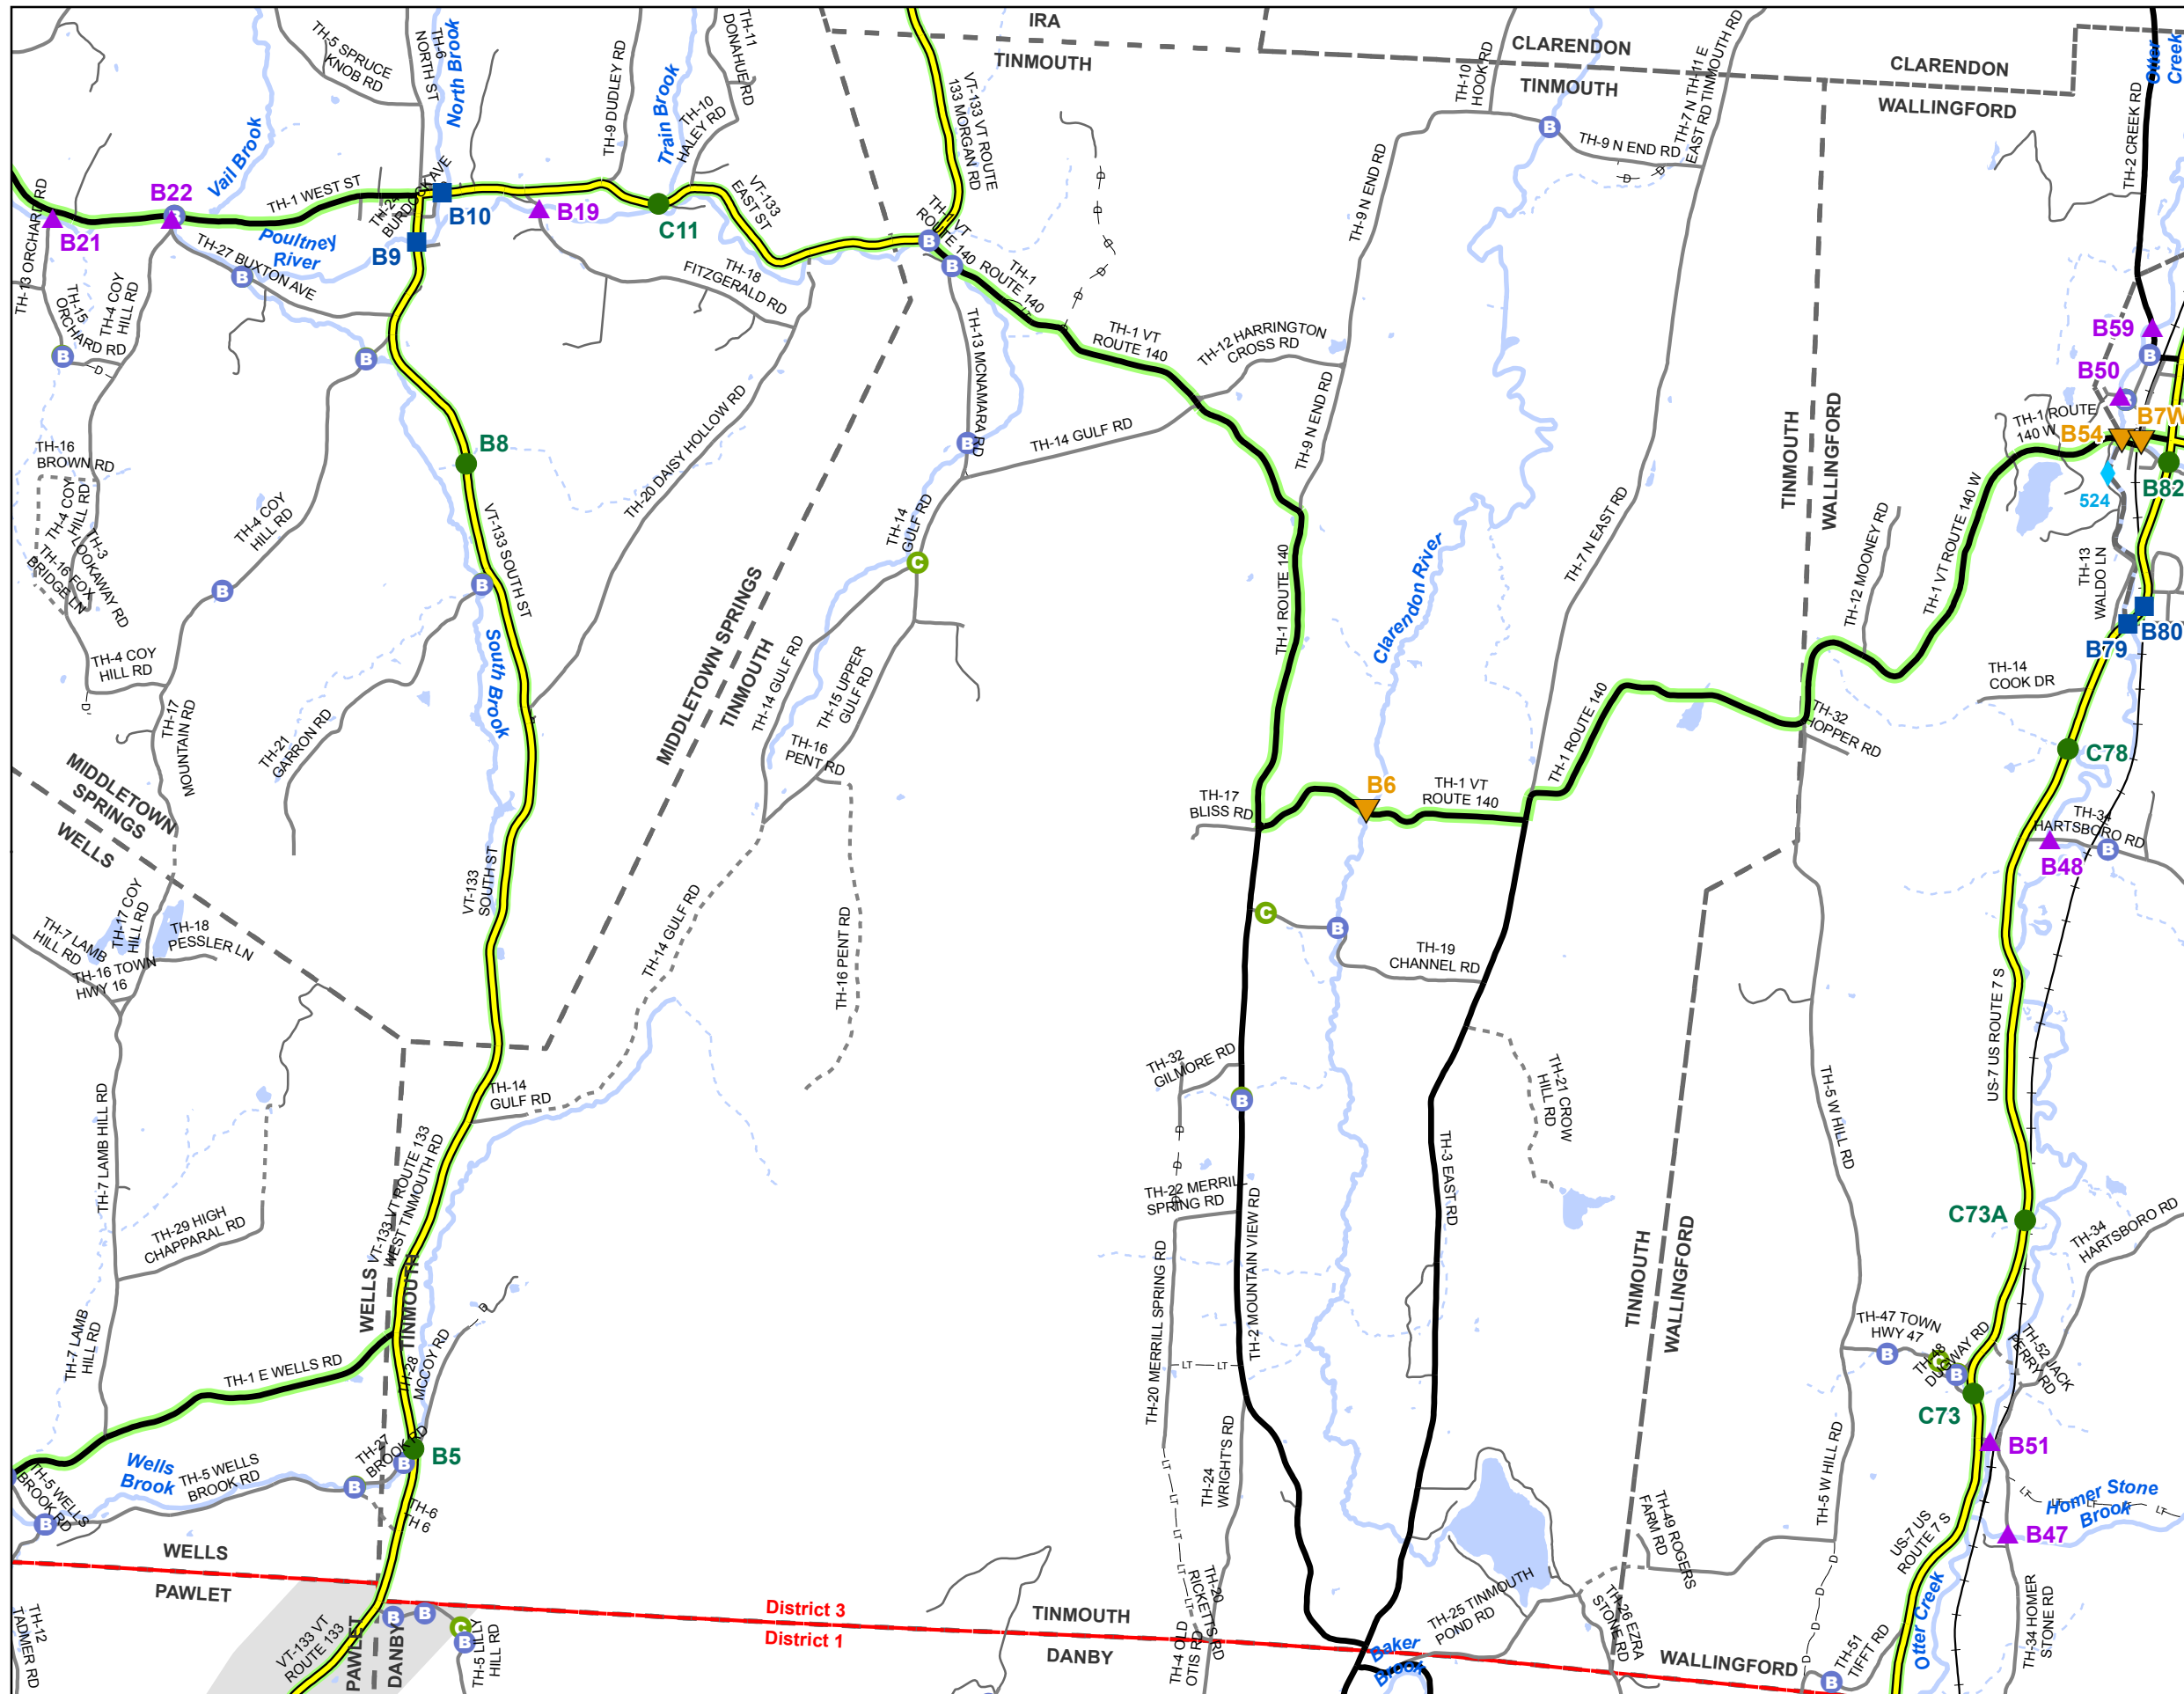 IRA
TINMOUTH
CLARENDON
TINMOUTH
CLARENDON
WALLINGFORD
Otter
Creek
TH-5 SPRUCE
KNOB RD
TH-6
NORTH ST
North Brook
TH-9 DUDLEY RD
TH-11
DONAHUE RD
Train Brook
TH-10
HALEY RD
VT-133 VT ROUTE
133 MORGAN RD
TH-10
HOOK RD
TH-9 N END RD
TH-7 N TH-11 E
EAST RD TINMOUTH RD
TH-2 CREEK RD
Vail Brook
B22
TH-1 WEST ST
TH-24
BURDOCK AVE
B10
B19
C11
VT-133
EAST ST
TH-13 ORCHARD RD
B21
Poultney
River
B9
TH-27 BUXTON AVE
TH-1 VT
ROUTE 140
TH-1
ROUTE 140
TH-18
FITZGERALD RD
TH-15
ORCHARD RD
TH-4 COY
HILL RD
TH-13 MCNAMARA RD
TH-1 VT
ROUTE 140
TH-12 HARRINGTON
CROSS RD
TH-9 N END RD
TH-9 N END RD
B59
B50
B7W
B54
TH-1 ROUTE
140 W
524
B82
B8
TH-20 DAISY HOLLOW RD
TH-14 GULF RD
TH-16
BROWN RD
TH-4 COY
HILL RD
TH-3
LOOKAWAY RD
TH-16 FOX
BRIDGE LN
TH-4 COY
HILL RD
VT-133 SOUTH ST
TH-14
GULF RD
TH-1 ROUTE 140
Clarendon River
TH-7 N EAST RD
TINMOUTH
WALLINGFORD
TH-12 MOONEY RD
TH-1 VT ROUTE 140 W
TH-13
WALDO LN
B80
B79
TH-14
COOK DR
TH-4 COY
HILL RD
TH-17
MOUNTAIN RD
South Brook
TH-21
GARRON RD
MIDDLETOWN SPRINGS
TINMOUTH
TH-14 GULF RD
TH-15 UPPER
GULF RD
TH-16
PENT RD
TH-1 ROUTE 140
TH-32
HOPPER RD
C78
MIDDLETOWN
SPRINGS
WELLS
TH-17
BLISS RD
B6
TH-1 VT
ROUTE 140
TH-34
HARTSBORO RD
B48
VT-133
SOUTH ST
TH-17 COY
HILL RD
TH-18
PESSLER LN
TH-7 LAMB
HILL RD
TH-16 TOWN
HWY 16
TH-14 GULF RD
TH-16 PENT RD
TH-19
CHANNEL RD
US-7 US ROUTE 7 S
TH-32
GILMORE RD
TH-21 CROW
HILL RD
TH-5 W HILL RD
TH-14
GULF RD
TH-7 LAMB HILL RD
VT-133 VT ROUTE 133
WEST TINMOUTH RD
TH-3 EAST RD
TH-22 MERRILL
SPRING RD
TH-29 HIGH
CHAPPARAL RD
WELLS
TINMOUTH
TH-20 MERRILL SPRING RD
TH-2 MOUNTAIN VIEW RD
TINMOUTH
WALLINGFORD
C73A
TH-34
HARTSBORO RD
TH-7 LAMB
HILL RD
TH-1 E WELLS RD
TH-28
MCCOY RD
TH-47 TOWN
HWY 47
TH-48
DUGWAY RD
TH-52 JACK
PERRY RD
C73
B5
TH-27
BROOK RD
Wells
Brook
TH-5 WELLS
BROOK RD
TH-5 WELLS
BROOK RD
TH-6
TH 6
TH-24
WRIGHT'S RD
TH-5 W HILL RD
B51
Homer Stone
Brook
B47
US-7 US
ROUTE 7 S
TH-49 ROGERS
FARM RD
WELLS
PAWLET
TH-12
TADMER RD
VT-133 VT
ROUTE 133
PAWLET
DANBY
TH-5 LILLY
HILL RD
District 3
District 1
TINMOUTH
DANBY
TH-20
RICKETTS RD
TH-4 OLD
OTIS RD
TH-25 TINMOUTH
POND RD
Baker
Brook
TH-26 EZRA
STONE RD
WALLINGFORD
TH-51
TIFFT RD
Otter Creek
TH-34 HOMER
STONE RD